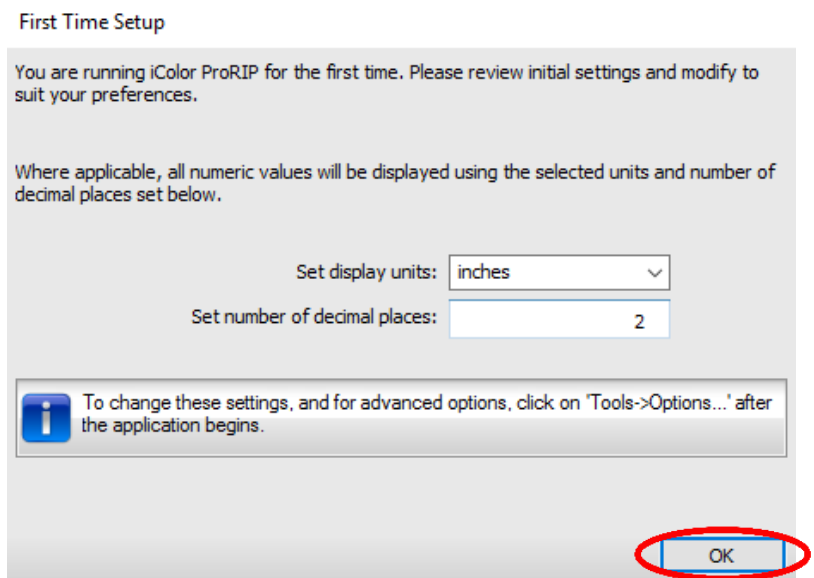 First Time Setup
You are running iColor ProRIP for the first time. Please review initial settings and modify to
suit your preferences.
Where applicable, all numeric values will be displayed using the selected units and number of
decimal places set below.
Set display units: inches
Set number of decimal places: 2
To change these settings, and for advanced options, click on 'Tools->Options...' after
the application begins.
OK